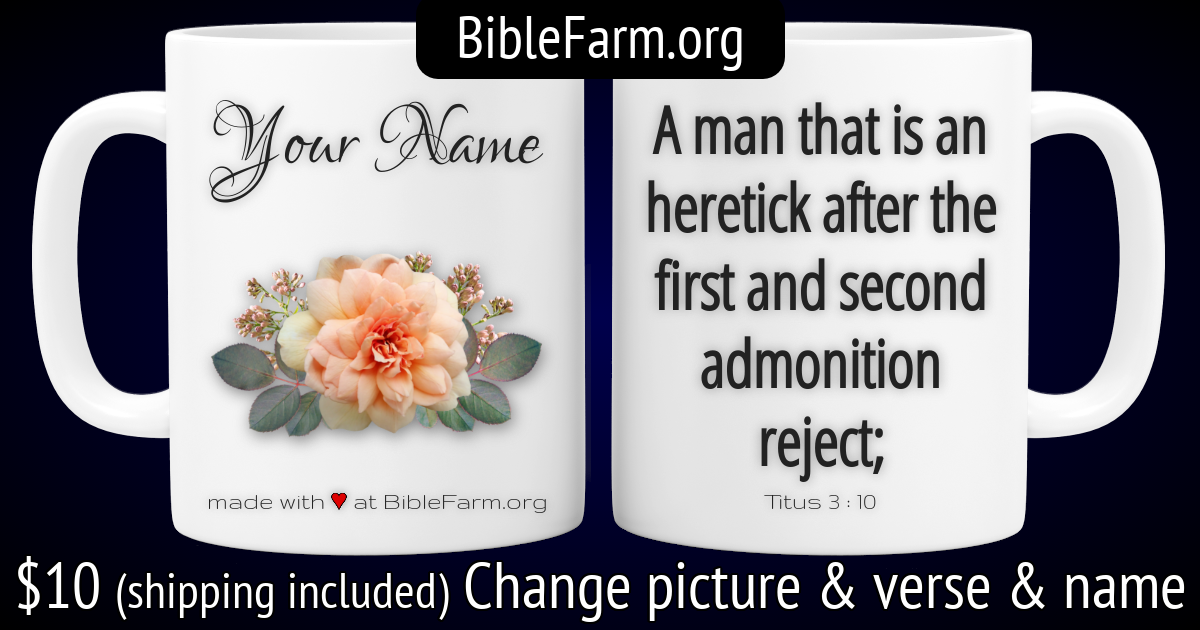 BibleFarm.org
Your Name
made with ♥ at BibleFarm.org
A man that is an
heretick after the
first and second
admonition
reject;
Titus 3 : 10
$10 (shipping included) Change picture & verse & name